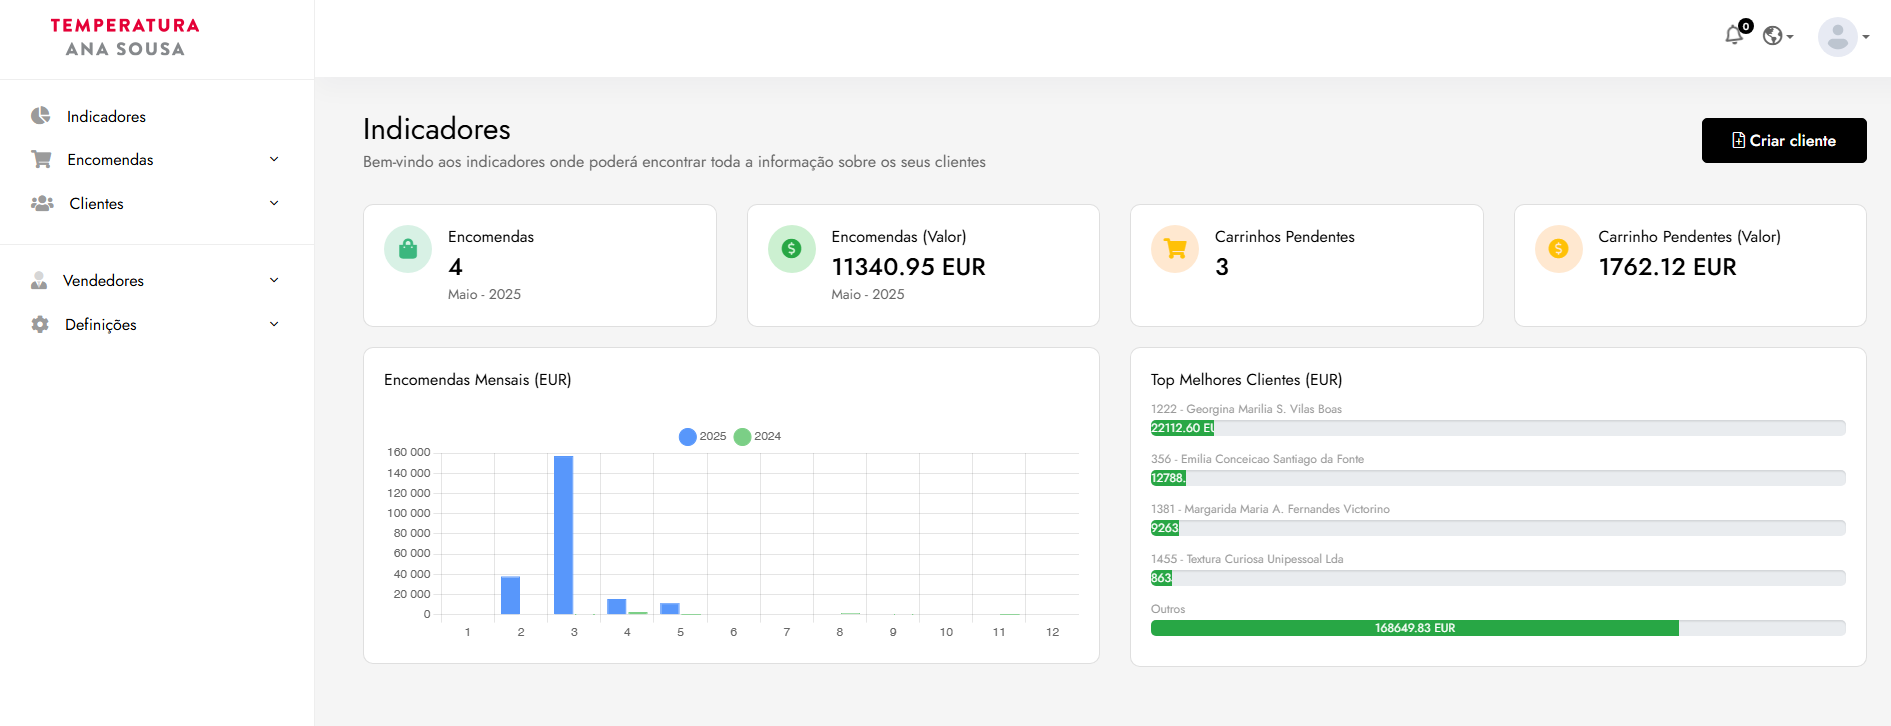 TEMPERATURA
ANA SOUSA
0
Indicadores
Encomendas
Clientes
Vendedores
Definições
Indicadores
Bem-vindo aos indicadores onde poderá encontrar toda a informação sobre os seus clientes
Criar cliente
Encomendas
4
Maio - 2025
Encomendas (Valor)
11340.95 EUR
Maio - 2025
Carrinhos Pendentes
3
Carrinho Pendentes (Valor)
1762.12 EUR
Encomendas Mensais (EUR)
2025 2024
160 000
140 000
120 000
100 000
80 000
60 000
40 000
20 000
0
1 2 3 4 5 6 7 8 9 10 11 12
Top Melhores Clientes (EUR)
1222 - Georgina Marilia S. Vilas Boas
22112.60 EU
356 - Emilia Conceicao Santiago da Fonte
12788.
1381 - Margarida Maria A. Fernandes Victorino
9263
1455 - Textura Curiosa Unipessoal Lda
863
Outros
168649.83 EUR